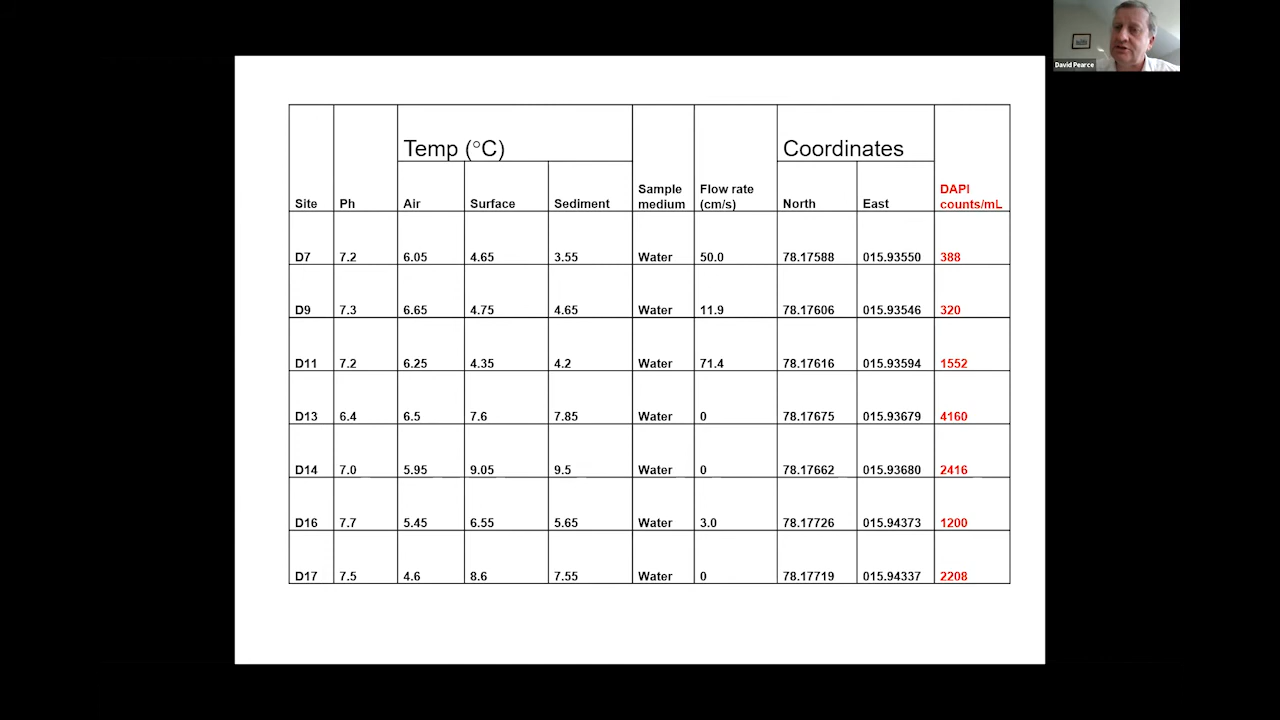 David Pearce
Temp (°C) Coordinates
Site Ph Air Surface Sediment Sample medium Flow rate (cm/s) North East DAPI counts/mL
D7 7.2 6.05 4.65 3.55 Water 50.0 78.17588 015.93550 388
D9 7.3 6.65 4.75 4.65 Water 11.9 78.17606 015.93546 320
D11 7.2 6.25 4.35 4.2 Water 71.4 78.17616 015.93594 1552
D13 6.4 6.5 7.6 7.85 Water 0 78.17675 015.93679 4160
D14 7.0 5.95 9.05 9.5 Water 0 78.17662 015.93680 2416
D16 7.7 5.45 6.55 5.65 Water 3.0 78.17726 015.94373 1200
D17 7.5 4.6 8.6 7.55 Water 0 78.17719 015.94337 2208